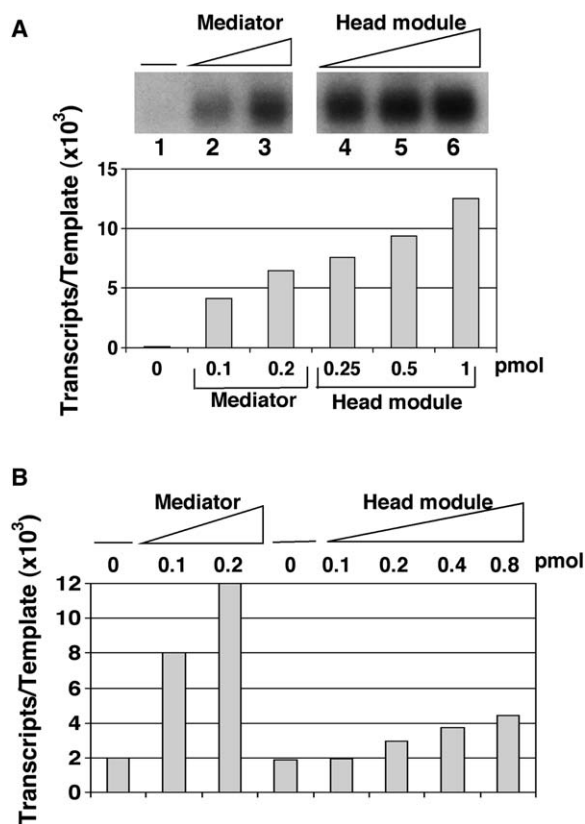 A
Mediator Head module
1 2 3 4 5 6
Transcripts/Template (x10³)
15
10
5
0
0 0.1 0.2 0.25 0.5 1 pmol
Mediator Head module
B
Mediator Head module
0 0.1 0.2 0 0.1 0.2 0.4 0.8 pmol
Transcripts/Template (x10³)
12
10
8
6
4
2
0